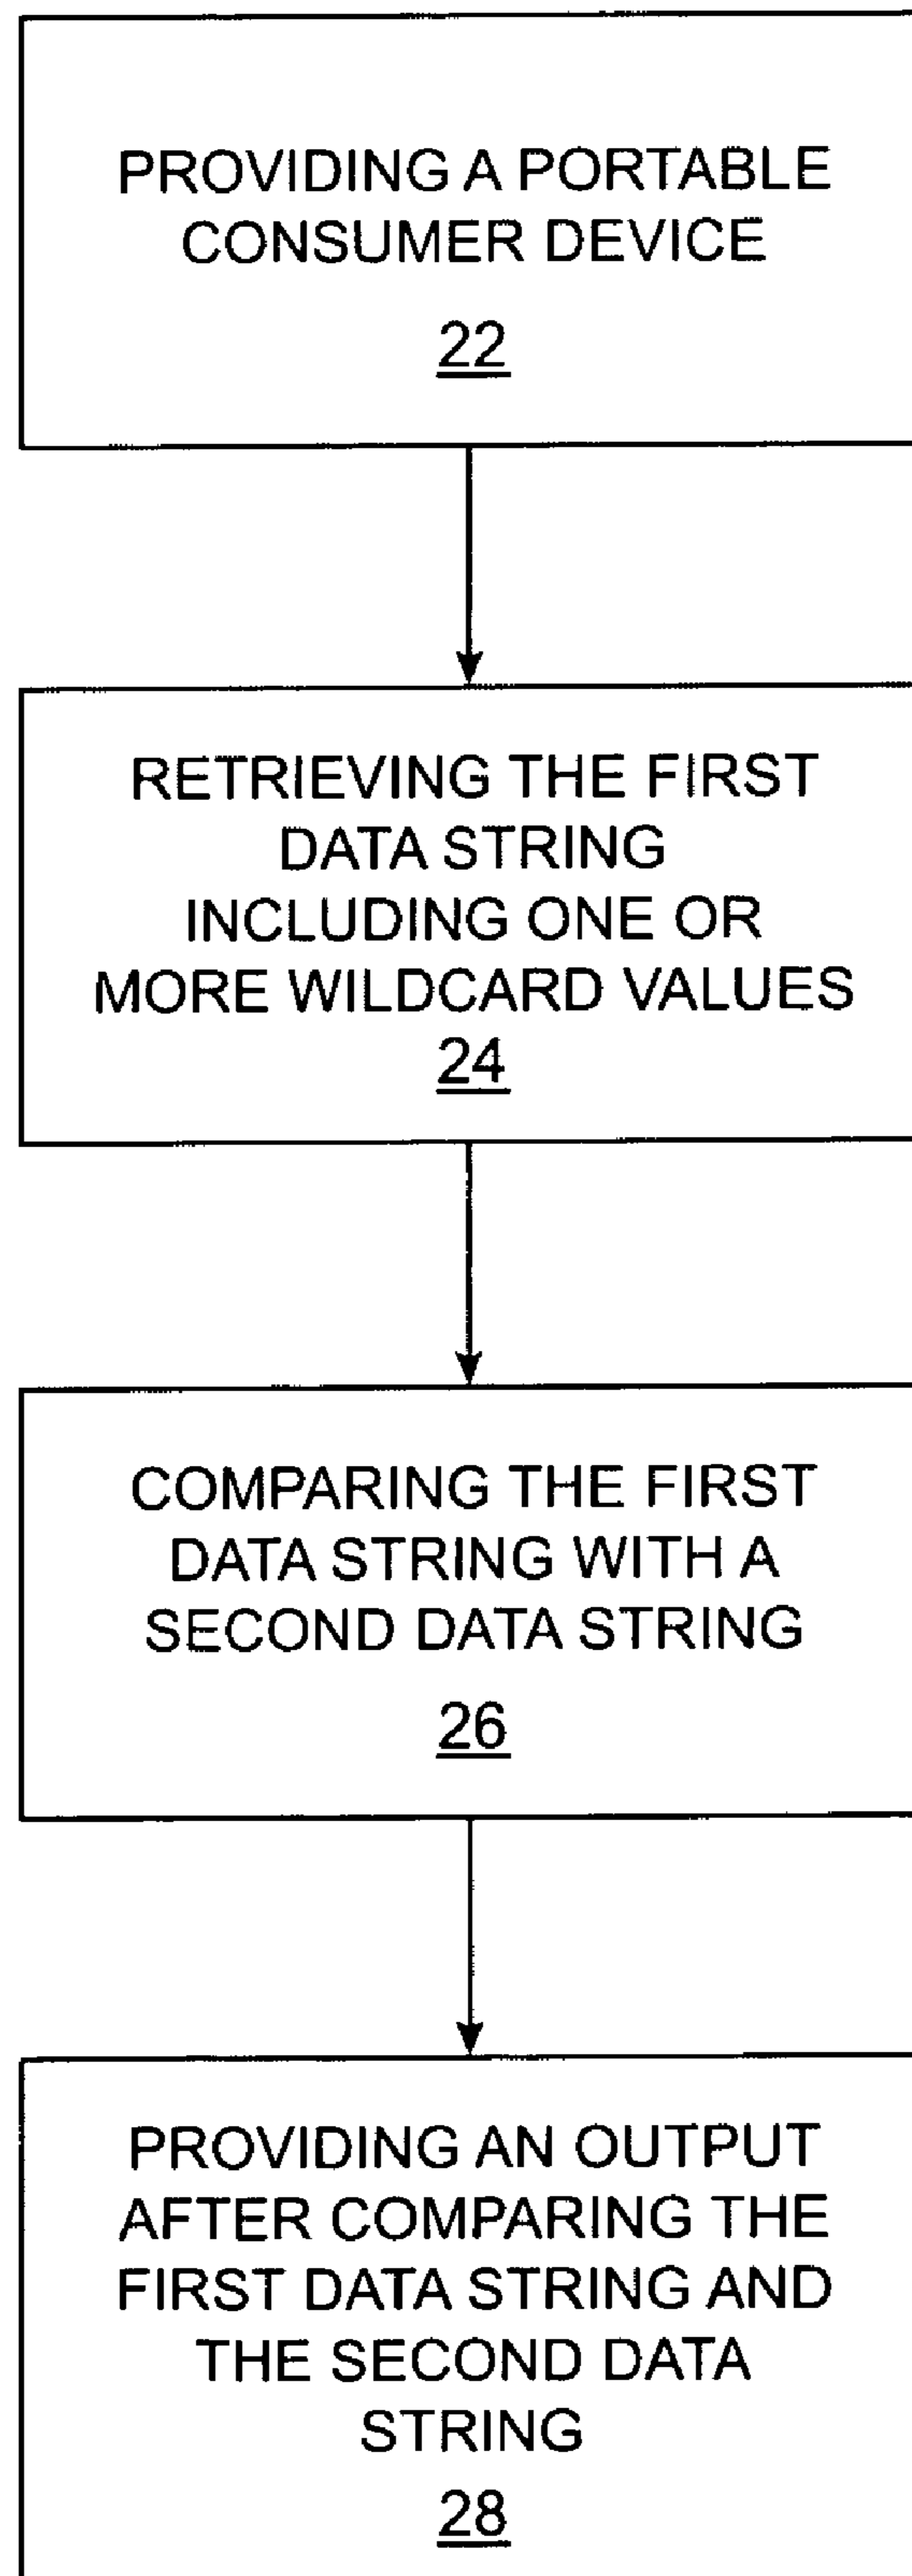 PROVIDING A PORTABLE
CONSUMER DEVICE
22
RETRIEVING THE FIRST
DATA STRING
INCLUDING ONE OR
MORE WILDCARD VALUES
24
COMPARING THE FIRST
DATA STRING WITH A
SECOND DATA STRING
26
PROVIDING AN OUTPUT
AFTER COMPARING THE
FIRST DATA STRING AND
THE SECOND DATA
STRING
28